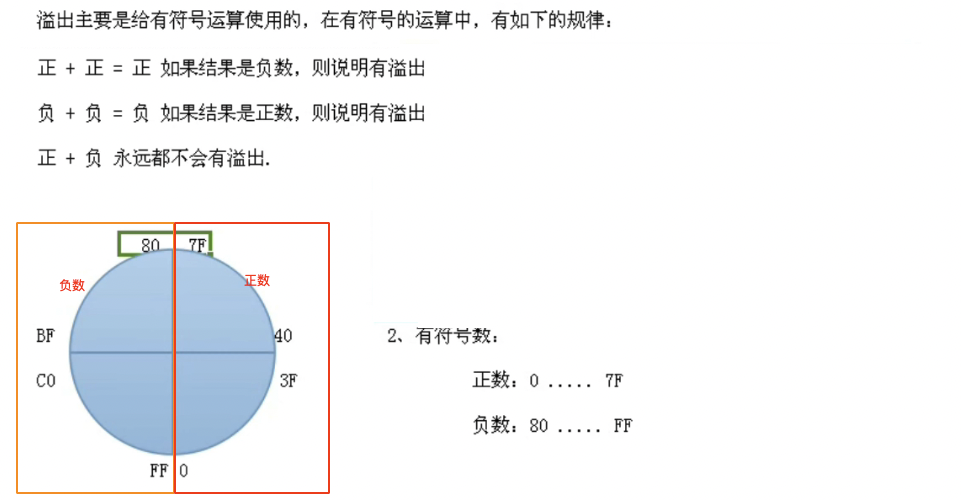 溢出主要是给有符号运算使用的，在有符号的运算中，有如下的规律：
正 + 正 = 正 如果结果是负数，则说明有溢出
负 + 负 = 负 如果结果是正数，则说明有溢出
正 + 负 永远都不会有溢出.
80 7F
负数 正数
BF 40
C0 3F
FF 0
2、有符号数：
正数：0 ..... 7F
负数：80 ..... FF